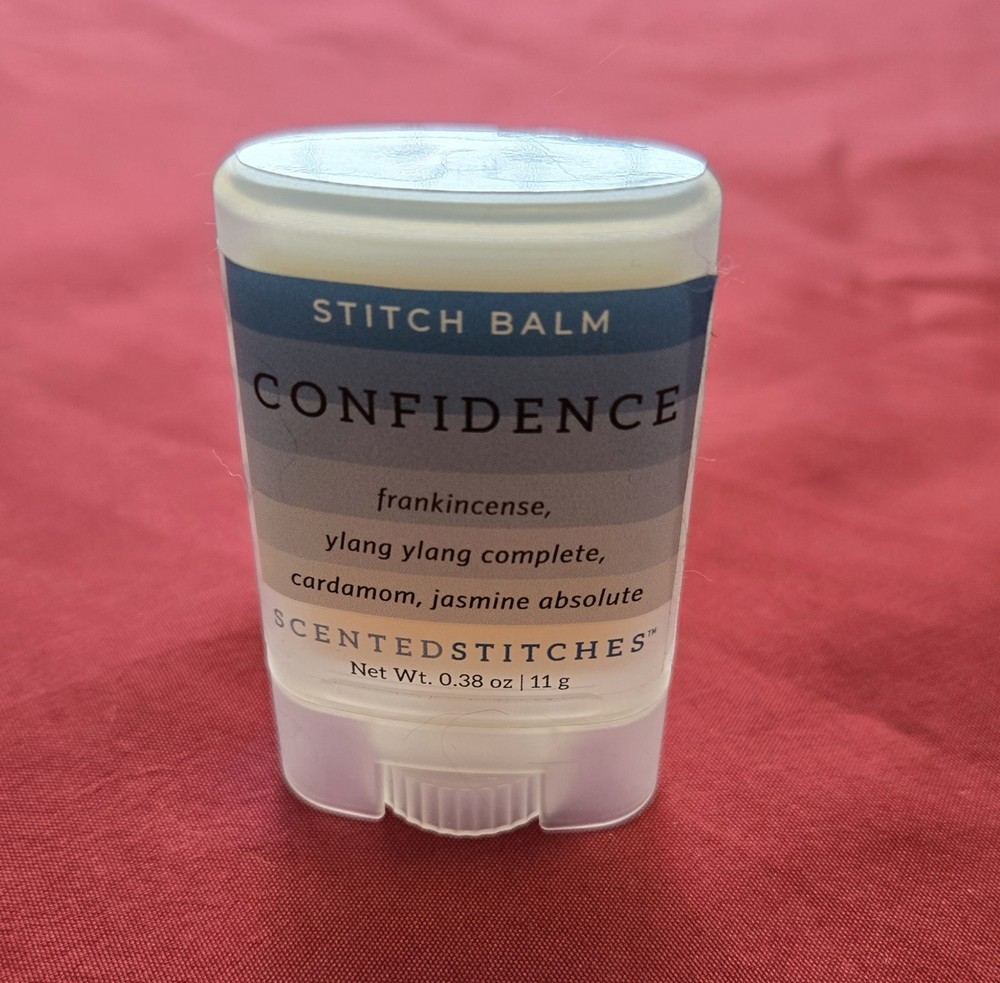 STITCH BALM
CONFIDENCE
frankincense,
ylang ylang complete,
cardamom, jasmine absolute
SCENTEDSTITCHES™
Net Wt. 0.38 oz | 11 g